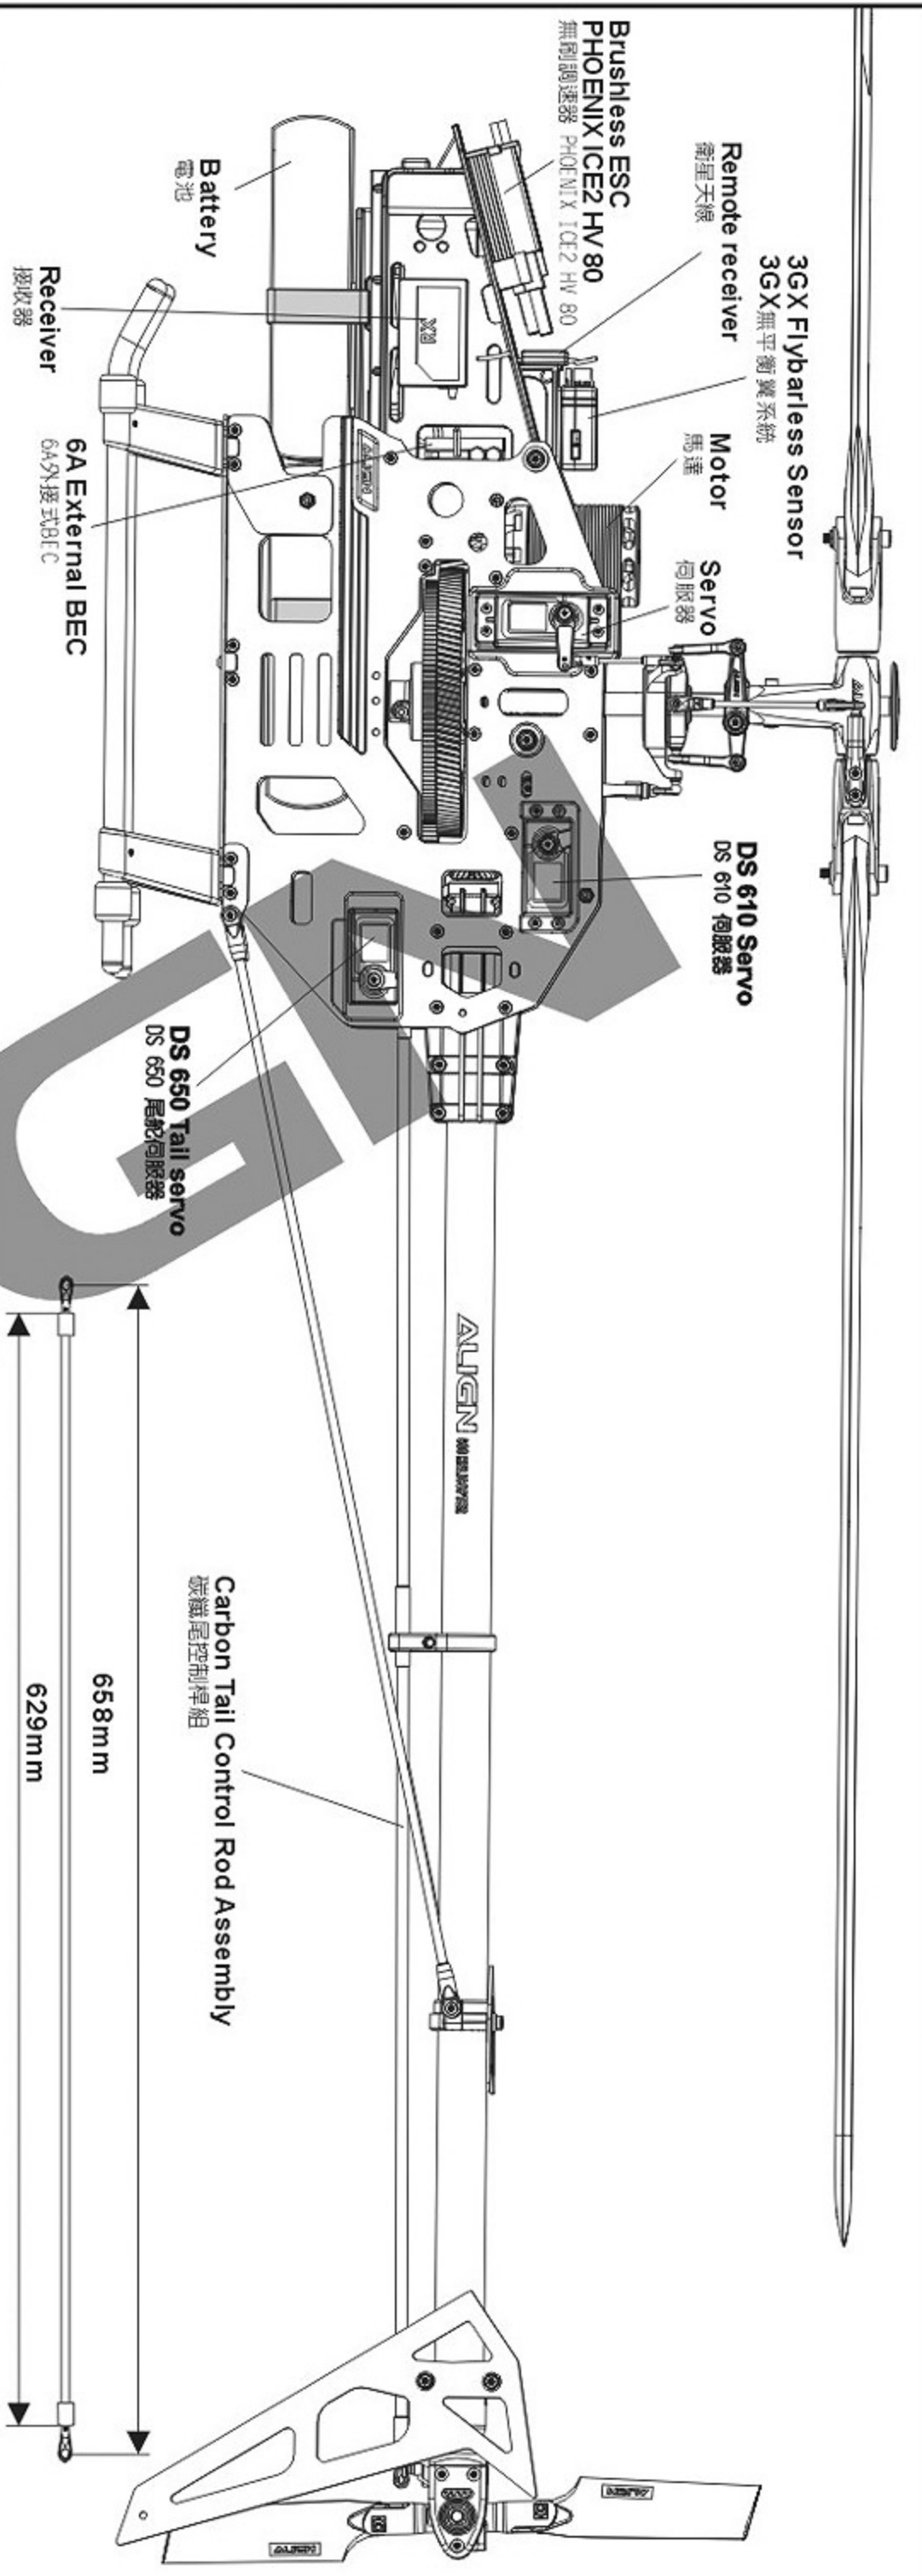 Brushless ESC
PHOENIX ICE2 HV 80
無刷調速器 PHOENIX ICE2 HV 80
Remote receiver
衛星天線
3GX Flybarless Sensor
3GX無平衡翼系統
Motor
馬達
Servo
伺服器
Battery
電池
Receiver
接收器
RX
6A External BEC
6A外接式BEC
ALIGN
DS 610 Servo
DS 610 伺服器
DS 650 Tail servo
DS 650 尾舵伺服器
ALIGN
Carbon Tail Control Rod Assembly
碳纖尾控制桿組
658mm
629mm
ALIGN
ALIGN